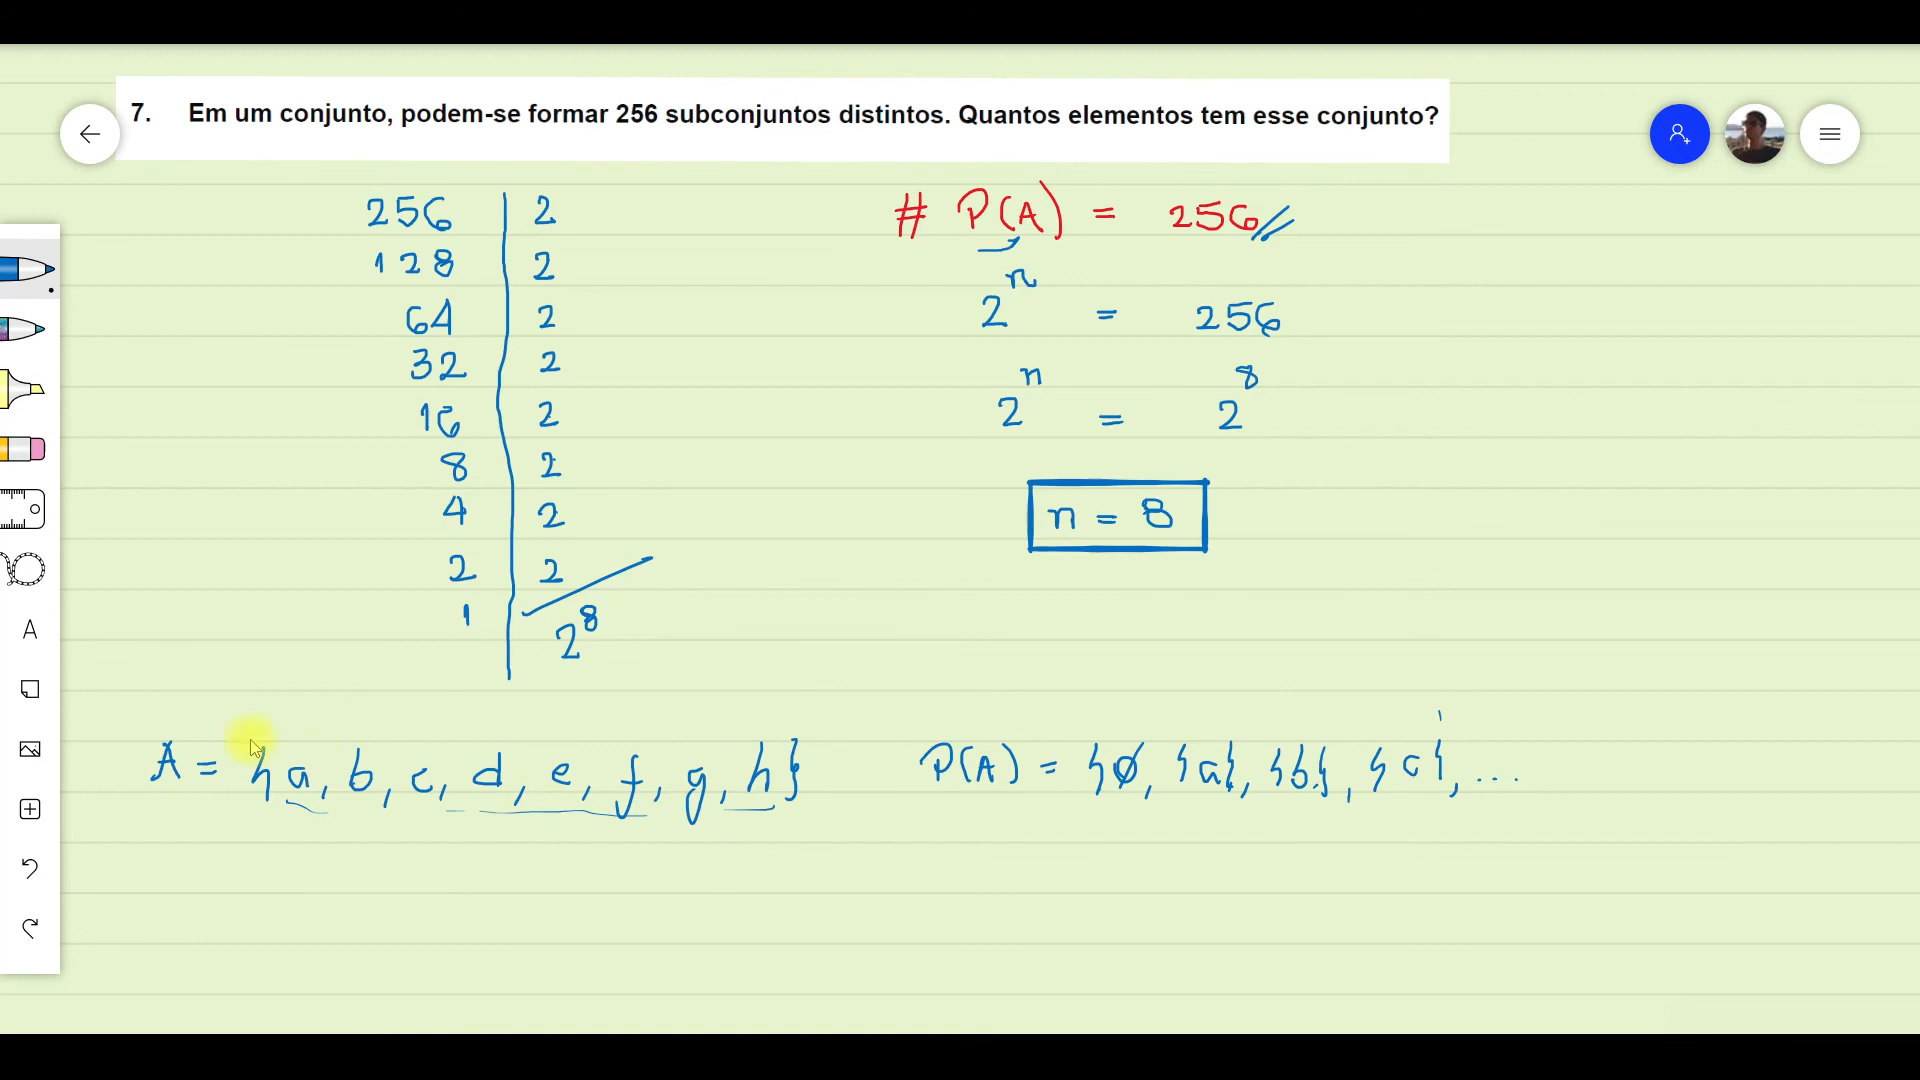 7. Em um conjunto, podem-se formar 256 subconjuntos distintos. Quantos elementos tem esse conjunto?
256 | 2
128 | 2
64 | 2
32 | 2
16 | 2
8 | 2
4 | 2
2 | 2
1 | 2^8
# P(A) = 256
2^n = 256
2^n = 2^8
n = 8
A = {a, b, c, d, e, f, g, h}
P(A) = {∅, {a}, {b}, {c}, ...
A